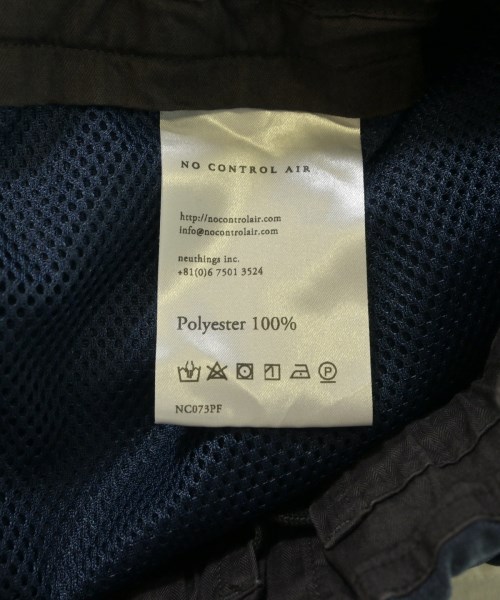 NO CONTROL AIR
http://nocontrolair.com
info@nocontrolair.com
neuthings inc.
+81(0)6 7501 3524
Polyester 100%
P
NC073PF